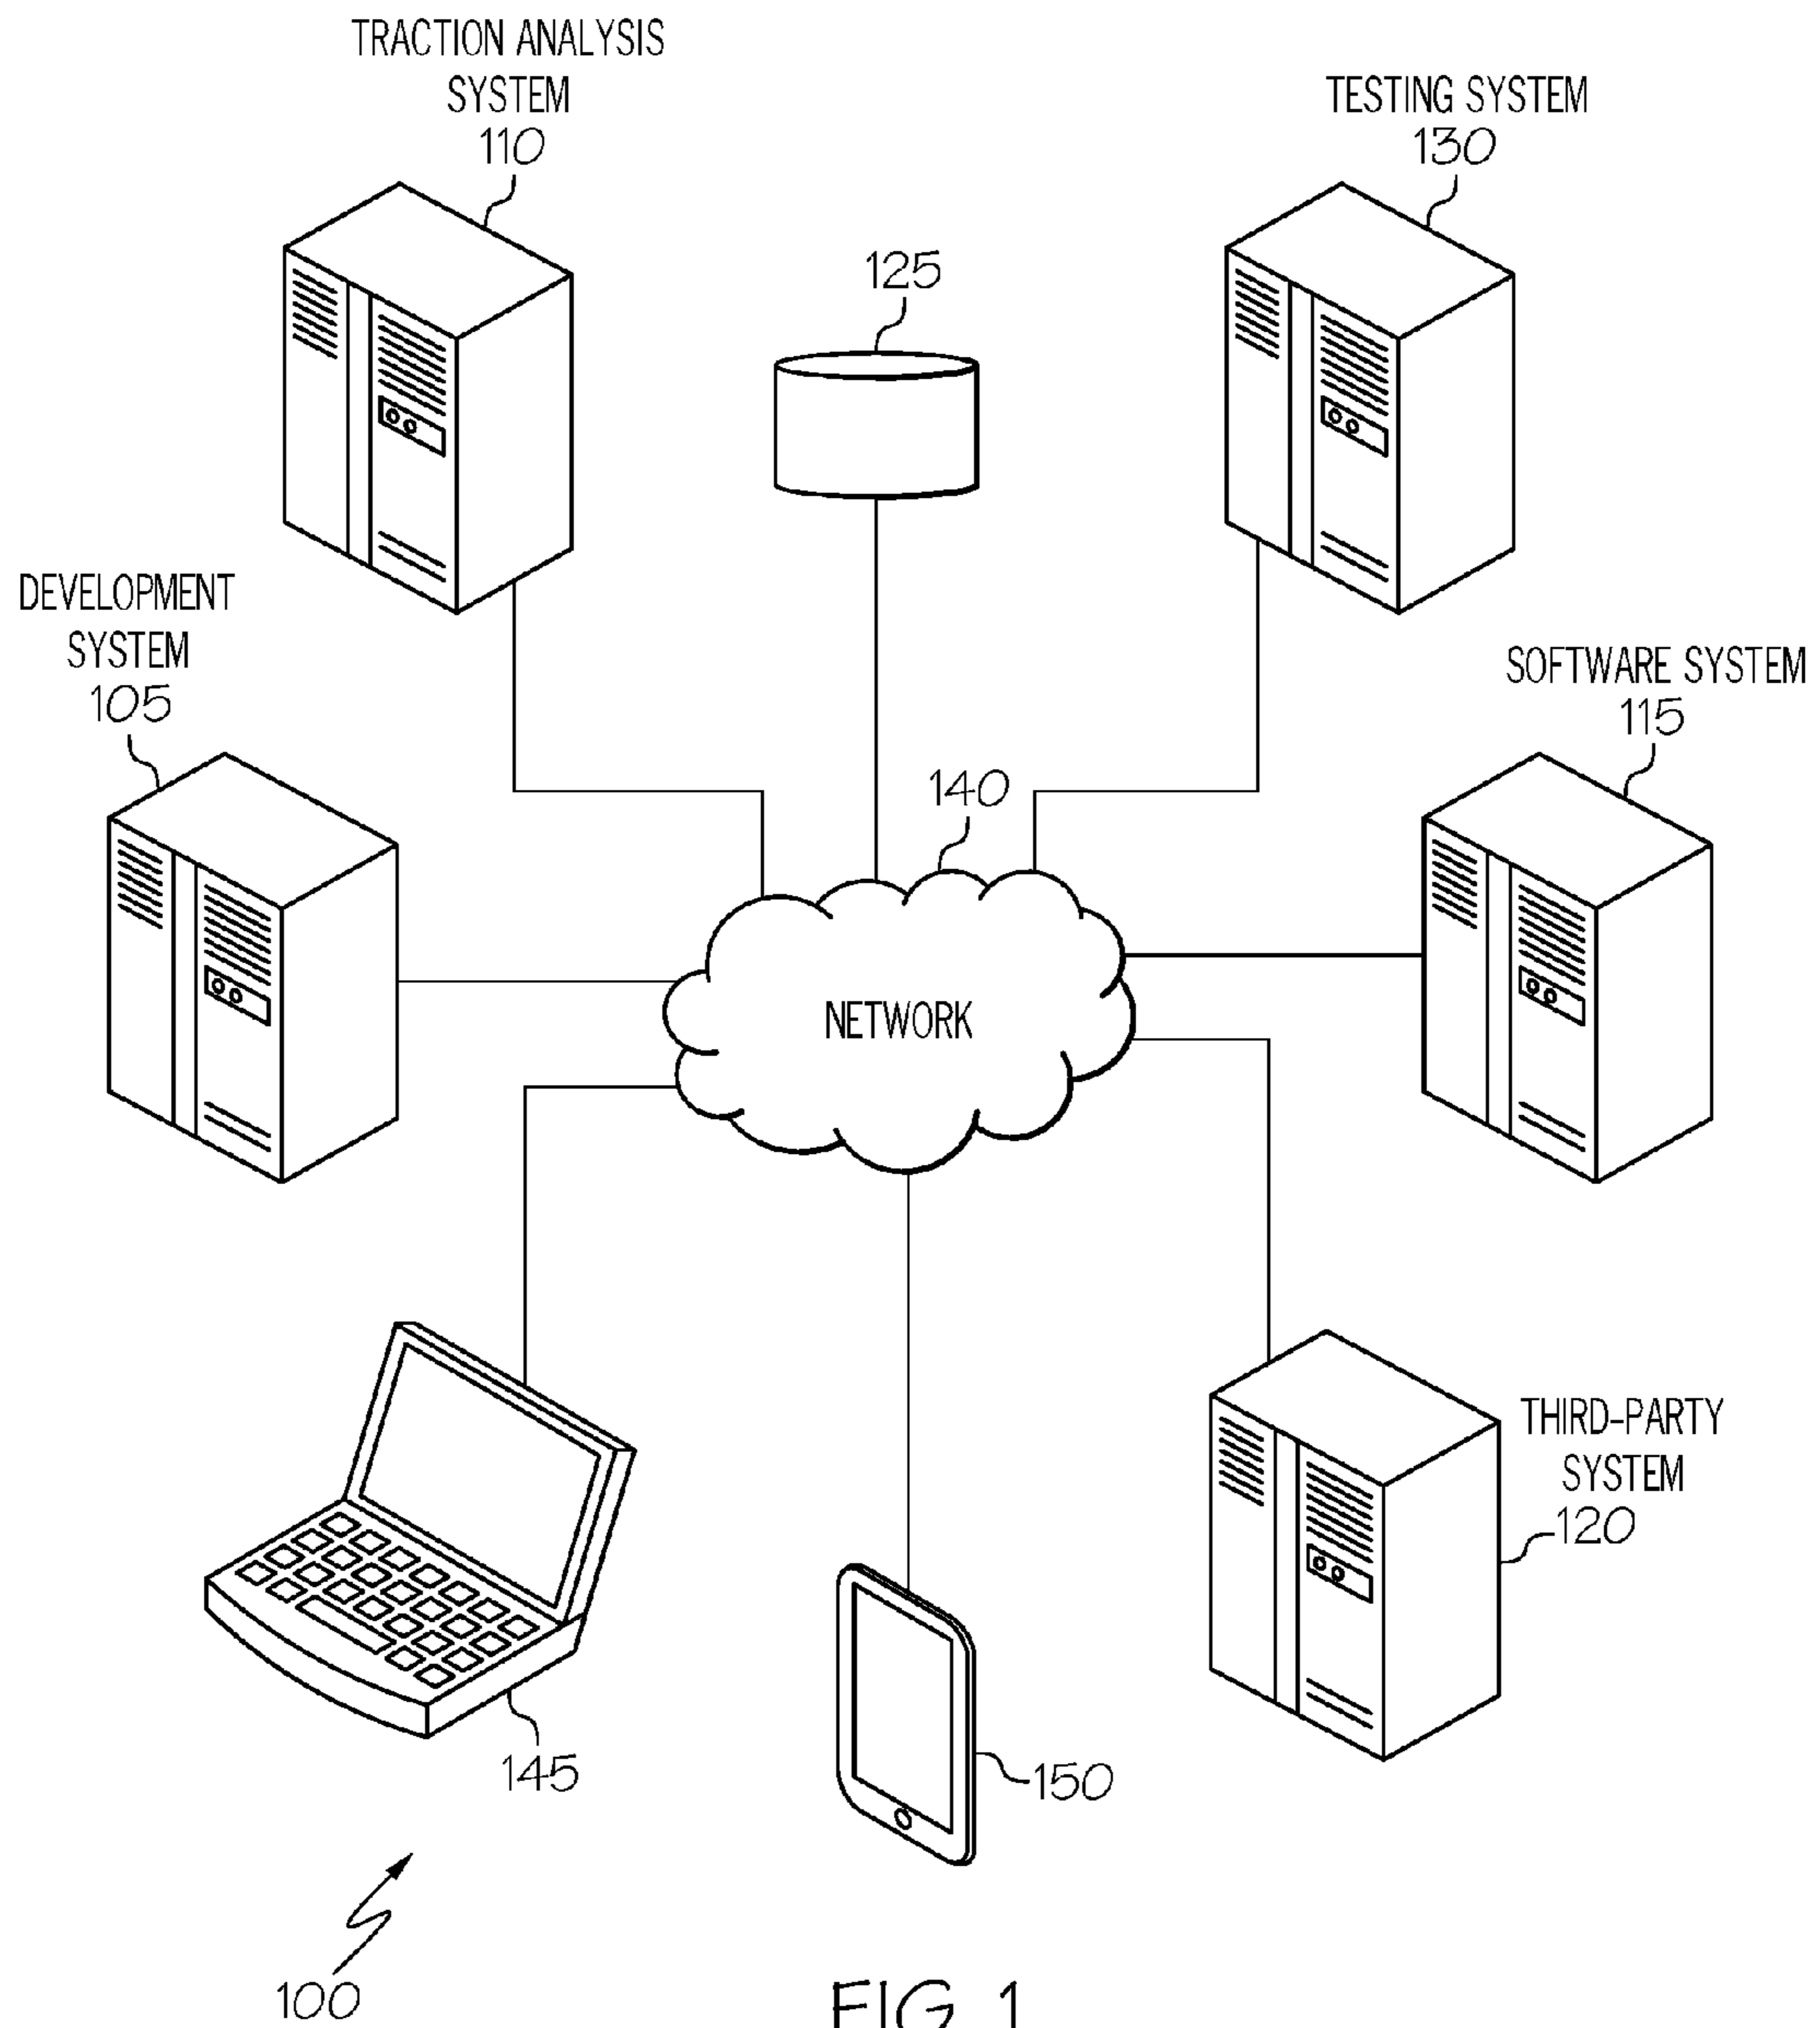 TRACTION ANALYSIS
SYSTEM
110
TESTING SYSTEM
130
125
DEVELOPMENT
SYSTEM
105
SOFTWARE SYSTEM
115
140
NETWORK
THIRD-PARTY
SYSTEM
120
145
150
100
FIG. 1